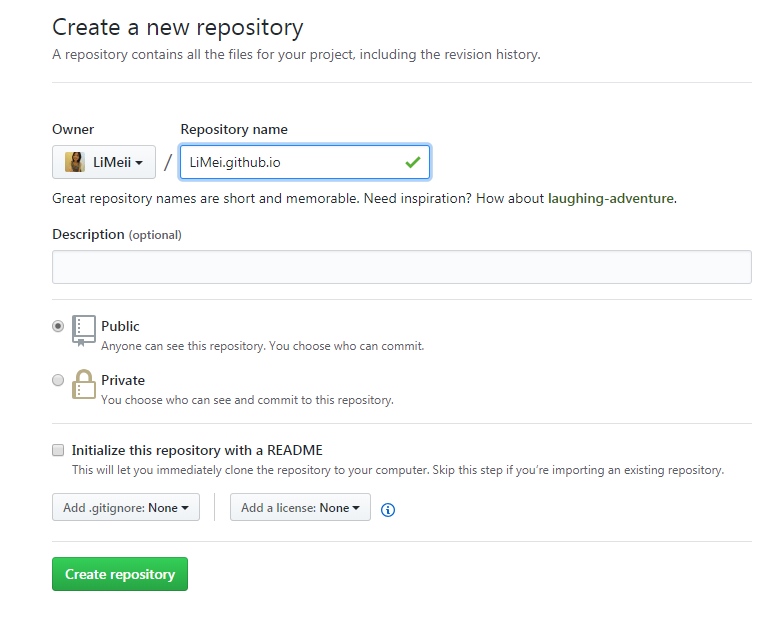 Create a new repository
A repository contains all the files for your project, including the revision history.
Owner
Repository name
LiMeii / LiMei.github.io
Great repository names are short and memorable. Need inspiration? How about laughing-adventure.
Description (optional)
Public
Anyone can see this repository. You choose who can commit.
Private
You choose who can see and commit to this repository.
Initialize this repository with a README
This will let you immediately clone the repository to your computer. Skip this step if you’re importing an existing repository.
Add .gitignore: None
Add a license: None
Create repository